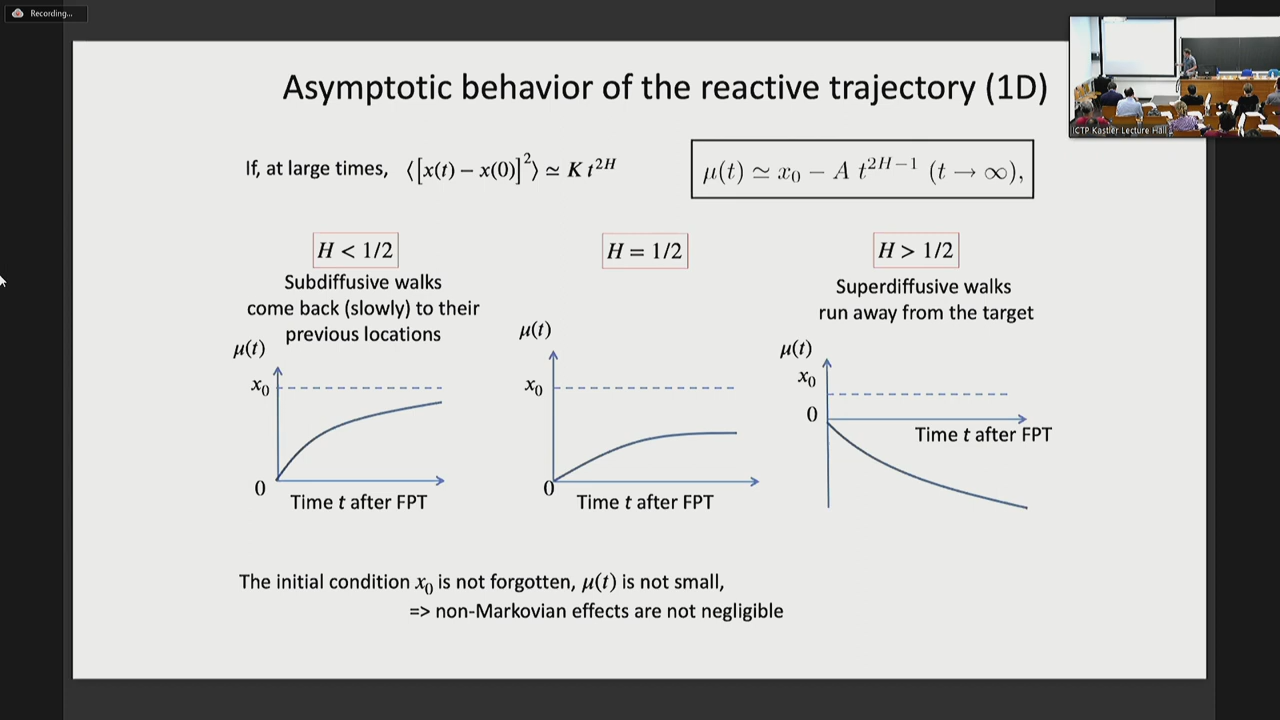 Recording...
ICTP Kastler Lecture Hall
Asymptotic behavior of the reactive trajectory (1D)
If, at large times, ⟨[x(t) – x(0)]²⟩ ≃ K t²ᴴ
μ(t) ≃ x₀ − A t²ᴴ⁻¹ (t → ∞),
H < 1/2
Subdiffusive walks
come back (slowly) to their
previous locations
μ(t)
x₀
0
Time t after FPT
H = 1/2
μ(t)
x₀
0
Time t after FPT
H > 1/2
Superdiffusive walks
run away from the target
μ(t)
x₀
0
Time t after FPT
The initial condition x₀ is not forgotten, μ(t) is not small,
=> non-Markovian effects are not negligible